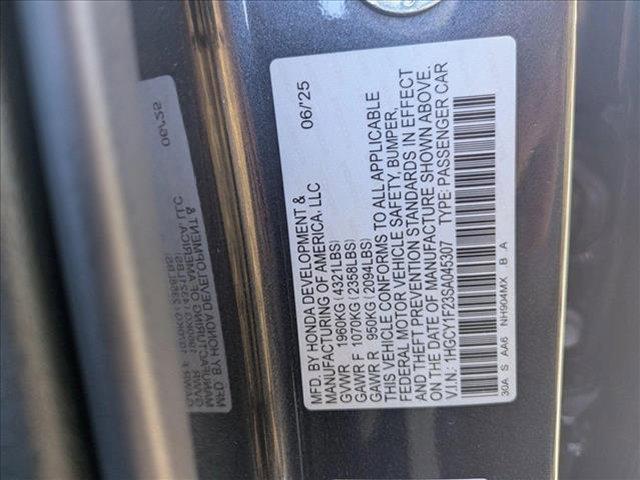 MFD. BY HONDA DEVELOPMENT & 06/'25
MANUFACTURING OF AMERICA, LLC
GVWR 1960KG (4321LBS)
GAWR F 1070KG (2358LBS)
GAWR R 950KG (2094LBS)
THIS VEHICLE CONFORMS TO ALL APPLICABLE
FEDERAL MOTOR VEHICLE SAFETY, BUMPER,
AND THEFT PREVENTION STANDARDS IN EFFECT
ON THE DATE OF MANUFACTURE SHOWN ABOVE.
V.I.N: 1HGCY1F23SA045307 TYPE: PASSENGER CAR
30A S AA6 NH904MX B A